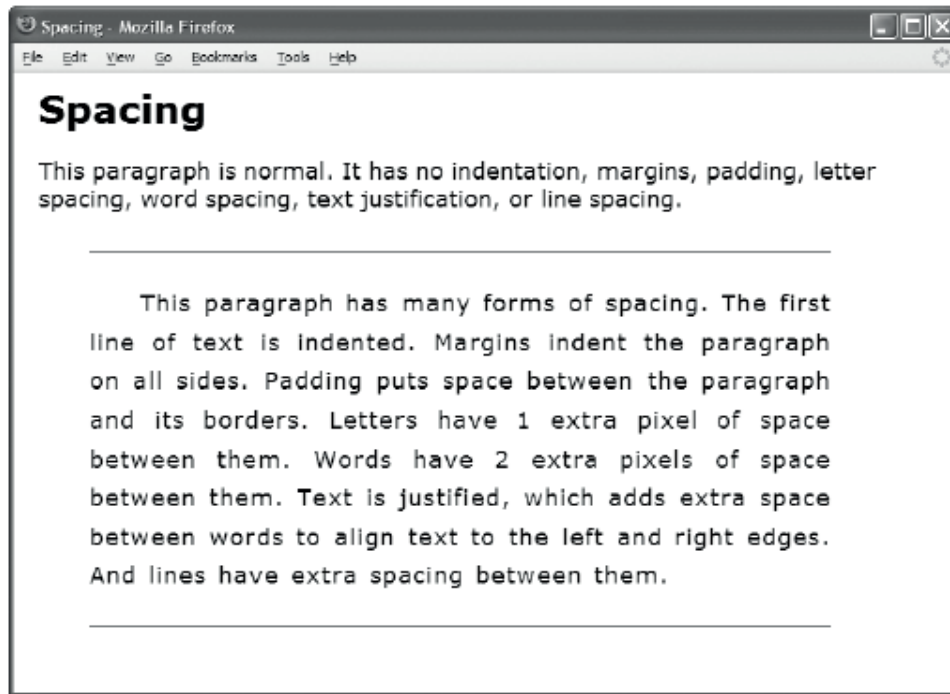 Spacing - Mozilla Firefox
File Edit View Go Bookmarks Tools Help
Spacing
This paragraph is normal. It has no indentation, margins, padding, letter
spacing, word spacing, text justification, or line spacing.
This paragraph has many forms of spacing. The first
line of text is indented. Margins indent the paragraph
on all sides. Padding puts space between the paragraph
and its borders. Letters have 1 extra pixel of space
between them. Words have 2 extra pixels of space
between them. Text is justified, which adds extra space
between words to align text to the left and right edges.
And lines have extra spacing between them.